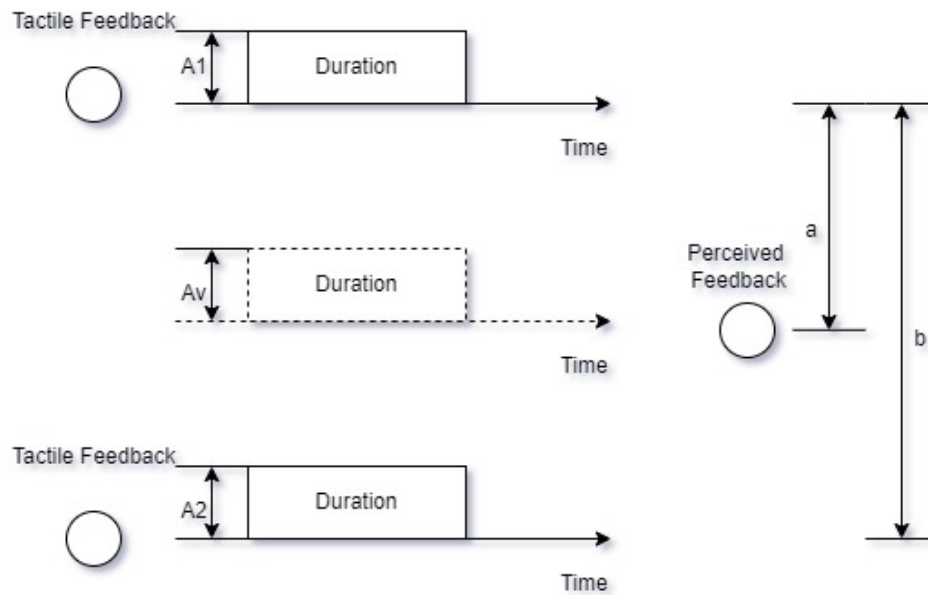 Tactile Feedback
A1
Duration
Time
a
Perceived
Feedback
Av
Duration
b
Time
Tactile Feedback
A2
Duration
Time